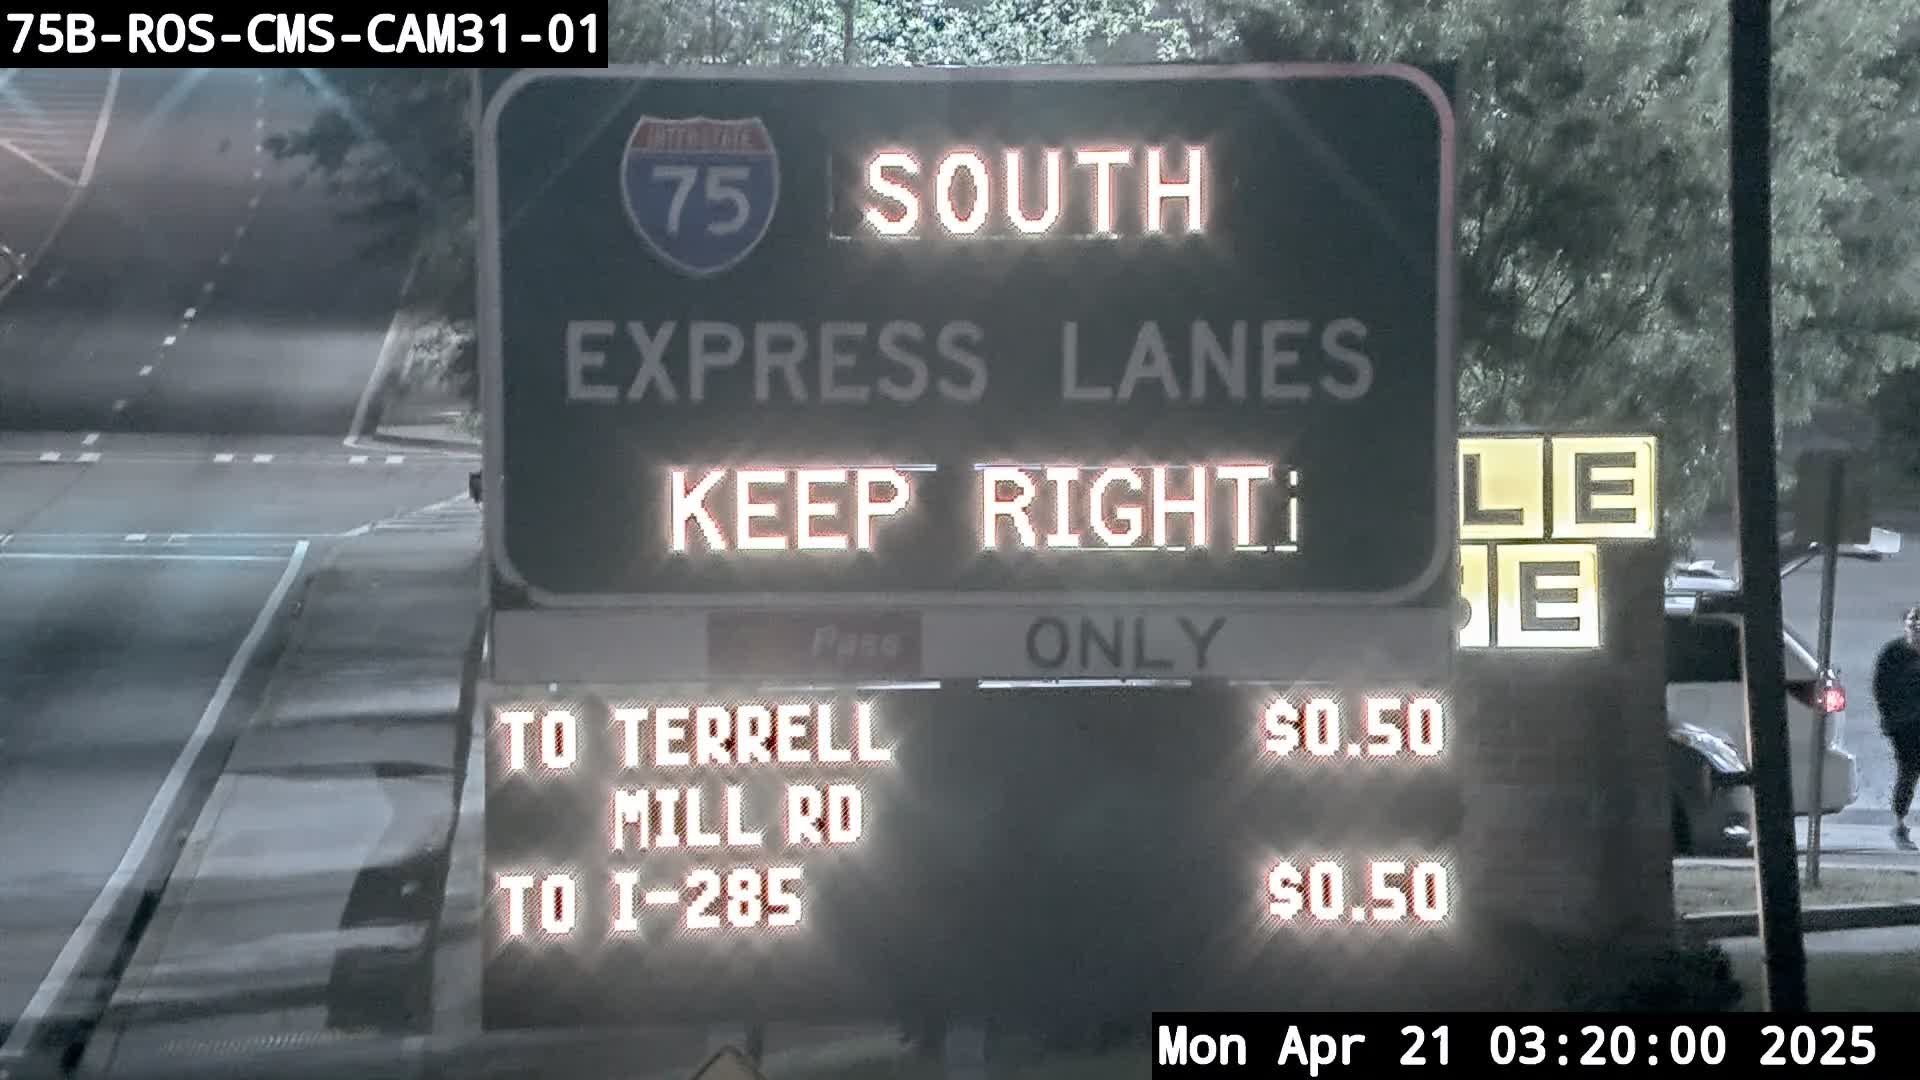 75B-ROS-CMS-CAM31-01
INTERSTATE
75
SOUTH
EXPRESS LANES
KEEP RIGHT
Pass ONLY
LE
E
TO TERRELL $0.50
MILL RD
TO I-285 $0.50
Mon Apr 21 03:20:00 2025